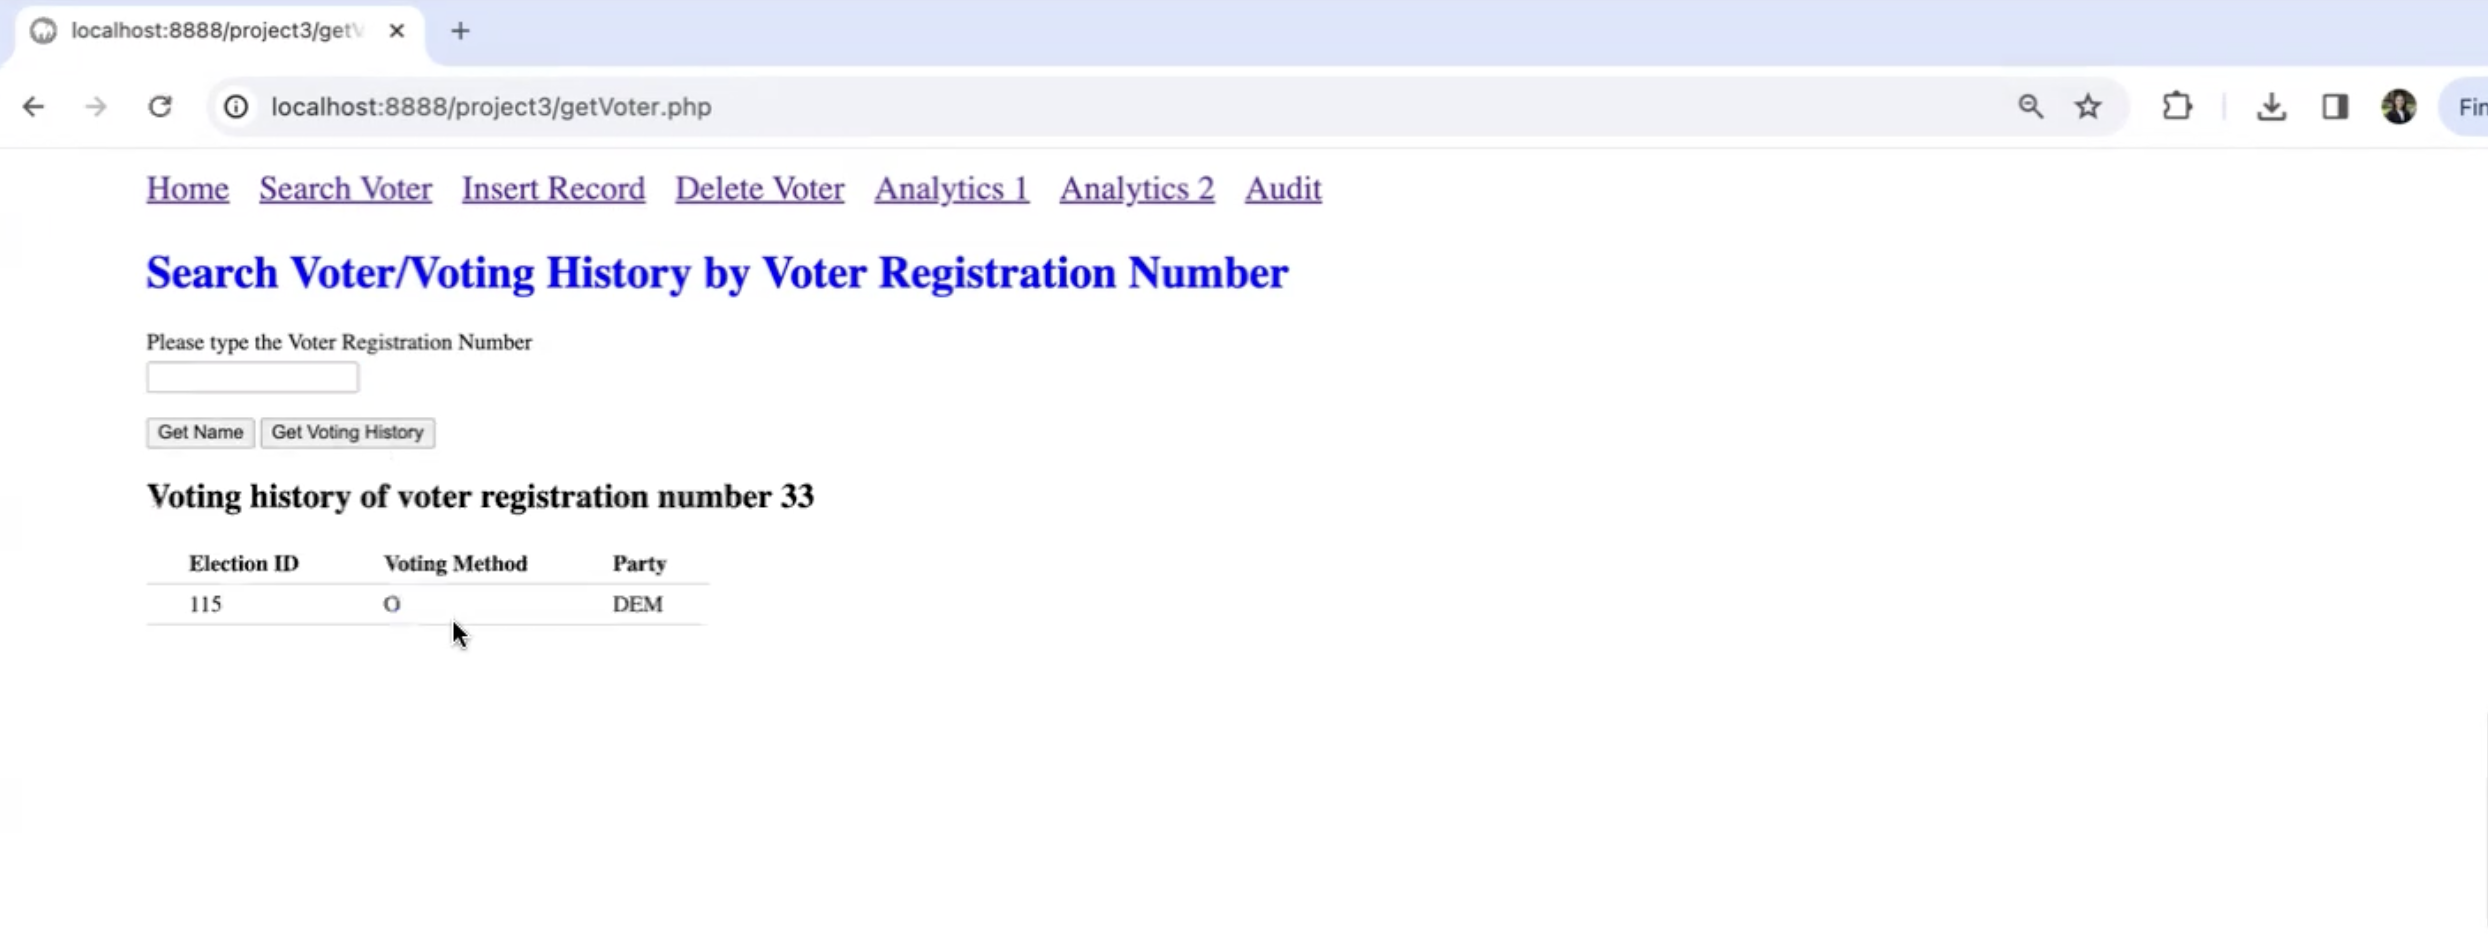 localhost:8888/project3/getV
localhost:8888/project3/getVoter.php
Fin
Home Search Voter Insert Record Delete Voter Analytics 1 Analytics 2 Audit
Search Voter/Voting History by Voter Registration Number
Please type the Voter Registration Number
Get Name Get Voting History
Voting history of voter registration number 33
Election ID Voting Method Party
115 O DEM